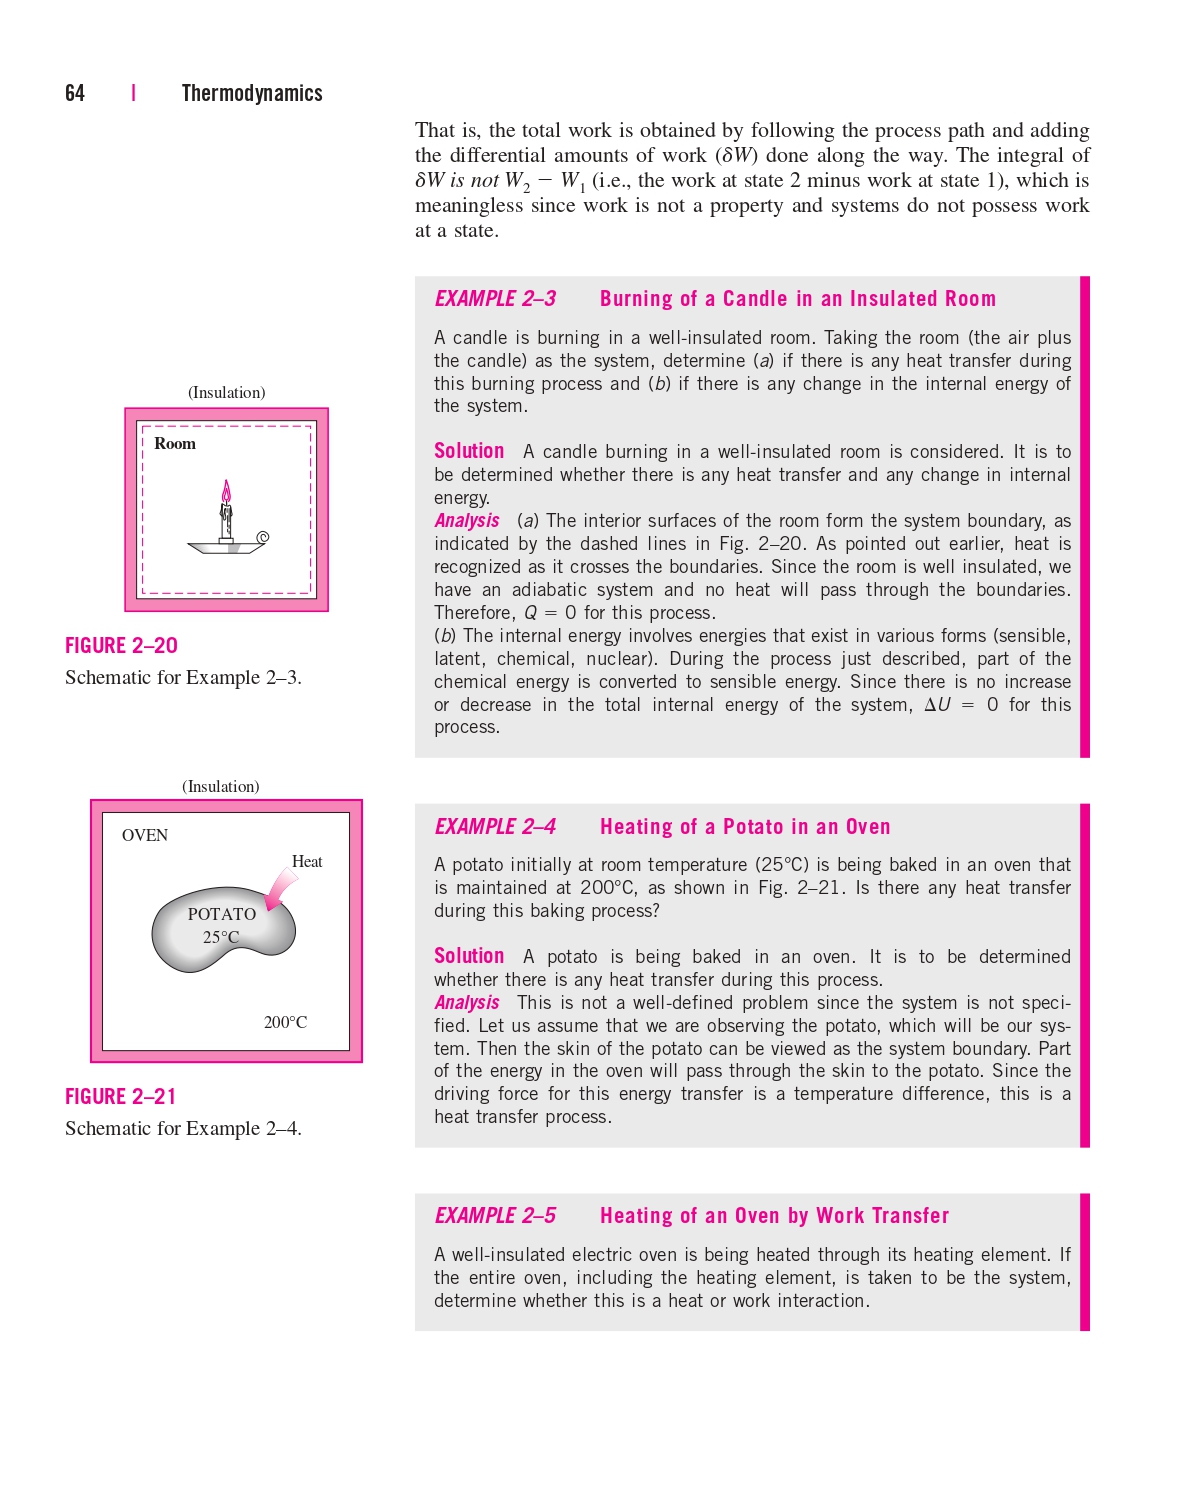 64 | Thermodynamics
That is, the total work is obtained by following the process path and adding
the differential amounts of work (δW) done along the way. The integral of
δW is not W₂ − W₁ (i.e., the work at state 2 minus work at state 1), which is
meaningless since work is not a property and systems do not possess work
at a state.
EXAMPLE 2–3 Burning of a Candle in an Insulated Room
A candle is burning in a well-insulated room. Taking the room (the air plus
the candle) as the system, determine (a) if there is any heat transfer during
this burning process and (b) if there is any change in the internal energy of
the system.
Solution A candle burning in a well-insulated room is considered. It is to
be determined whether there is any heat transfer and any change in internal
energy.
Analysis (a) The interior surfaces of the room form the system boundary, as
indicated by the dashed lines in Fig. 2–20. As pointed out earlier, heat is
recognized as it crosses the boundaries. Since the room is well insulated, we
have an adiabatic system and no heat will pass through the boundaries.
Therefore, Q = 0 for this process.
(b) The internal energy involves energies that exist in various forms (sensible,
latent, chemical, nuclear). During the process just described, part of the
chemical energy is converted to sensible energy. Since there is no increase
or decrease in the total internal energy of the system, ΔU = 0 for this
process.
(Insulation)
Room
FIGURE 2–20
Schematic for Example 2–3.
EXAMPLE 2–4 Heating of a Potato in an Oven
A potato initially at room temperature (25°C) is being baked in an oven that
is maintained at 200°C, as shown in Fig. 2–21. Is there any heat transfer
during this baking process?
Solution A potato is being baked in an oven. It is to be determined
whether there is any heat transfer during this process.
Analysis This is not a well-defined problem since the system is not speci-
fied. Let us assume that we are observing the potato, which will be our sys-
tem. Then the skin of the potato can be viewed as the system boundary. Part
of the energy in the oven will pass through the skin to the potato. Since the
driving force for this energy transfer is a temperature difference, this is a
heat transfer process.
(Insulation)
OVEN
Heat
POTATO
25°C
200°C
FIGURE 2–21
Schematic for Example 2–4.
EXAMPLE 2–5 Heating of an Oven by Work Transfer
A well-insulated electric oven is being heated through its heating element. If
the entire oven, including the heating element, is taken to be the system,
determine whether this is a heat or work interaction.